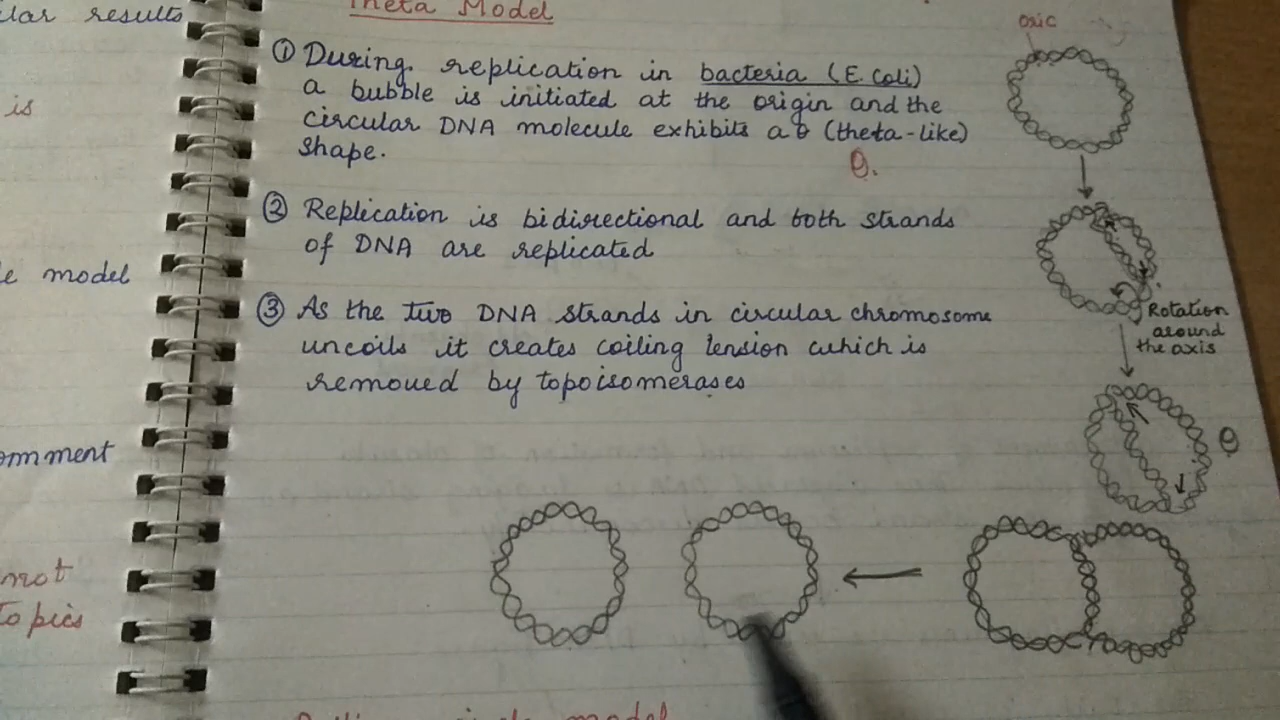 lar results
is
model
omment
not
topics
Theta Model
① During replication in bacteria (E. Coli)
a bubble is initiated at the origin and the
circular DNA molecule exhibits a θ (theta-like)
shape.
θ.
② Replication is bidirectional and both strands
of DNA are replicated
③ As the two DNA strands in circular chromosome
uncoils it creates coiling tension which is
removed by topoisomerases
oric
Rotation
around
the axis
θ
model